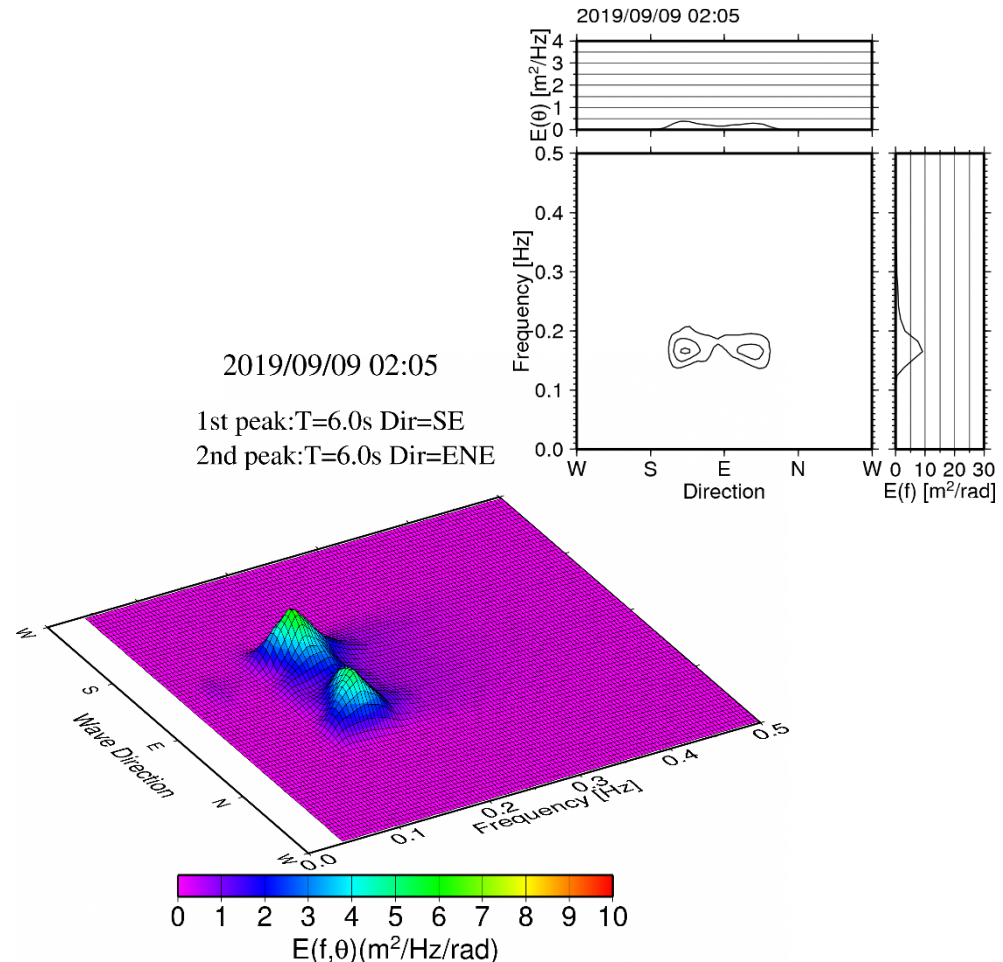 2019/09/09 02:05
E(θ) [m²/Hz]
4
3
2
1
0
Frequency [Hz]
0.5
0.4
0.3
0.2
0.1
0.0
W S E N W
Direction
0 10 20 30
E(f) [m²/rad]
2019/09/09 02:05
1st peak:T=6.0s Dir=SE
2nd peak:T=6.0s Dir=ENE
W
S
E
N
W
Wave Direction
0.0 0.1 0.2 0.3 0.4 0.5
Frequency [Hz]
0 1 2 3 4 5 6 7 8 9 10
E(f,θ)(m²/Hz/rad)